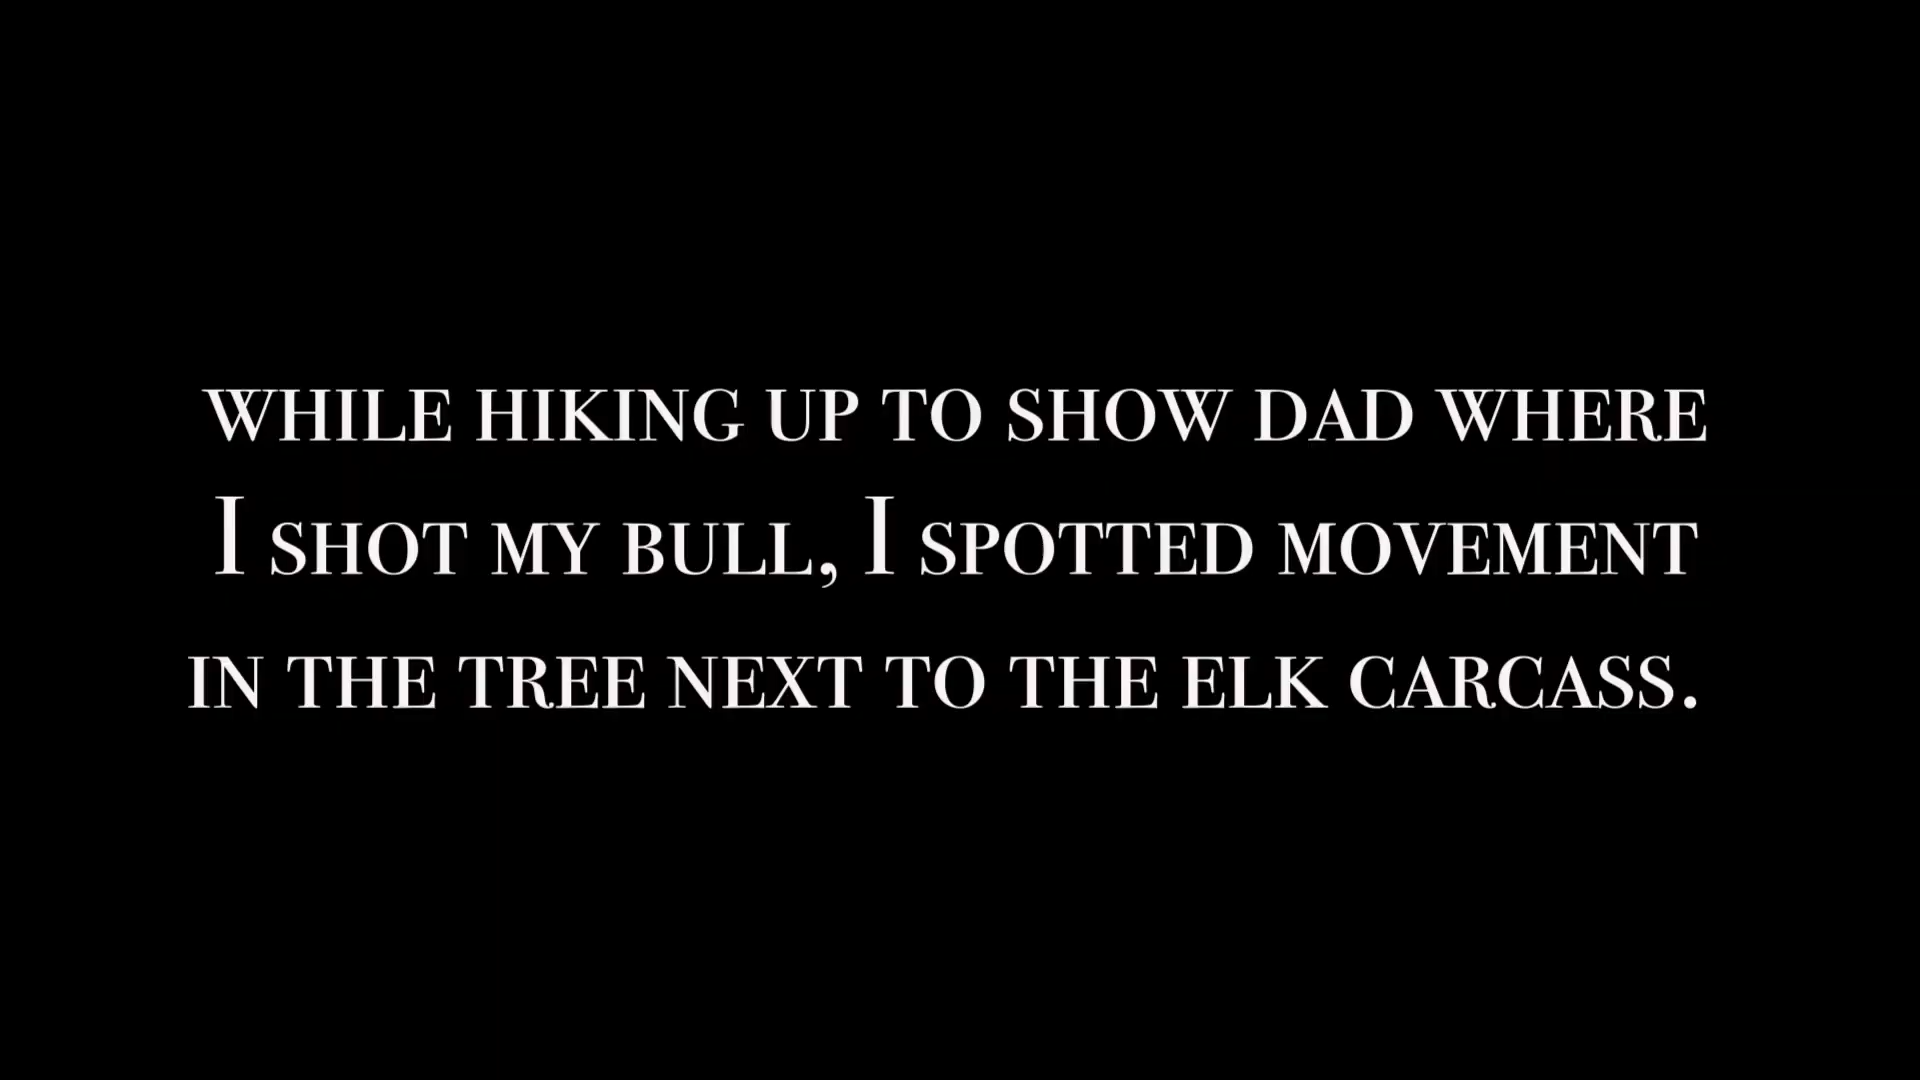 while hiking up to show dad where
I shot my bull, I spotted movement
in the tree next to the elk carcass.